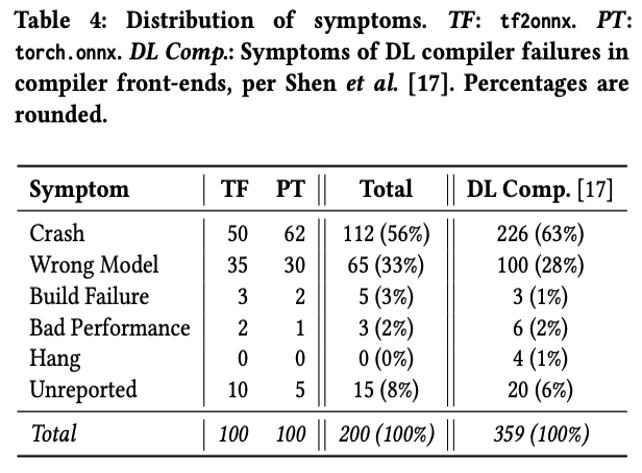 Table 4: Distribution of symptoms. TF: tf2onnx. PT:
torch.onnx. DL Comp.: Symptoms of DL compiler failures in
compiler front-ends, per Shen et al. [17]. Percentages are
rounded.
Symptom TF PT Total DL Comp. [17]
Crash 50 62 112 (56%) 226 (63%)
Wrong Model 35 30 65 (33%) 100 (28%)
Build Failure 3 2 5 (3%) 3 (1%)
Bad Performance 2 1 3 (2%) 6 (2%)
Hang 0 0 0 (0%) 4 (1%)
Unreported 10 5 15 (8%) 20 (6%)
Total 100 100 200 (100%) 359 (100%)